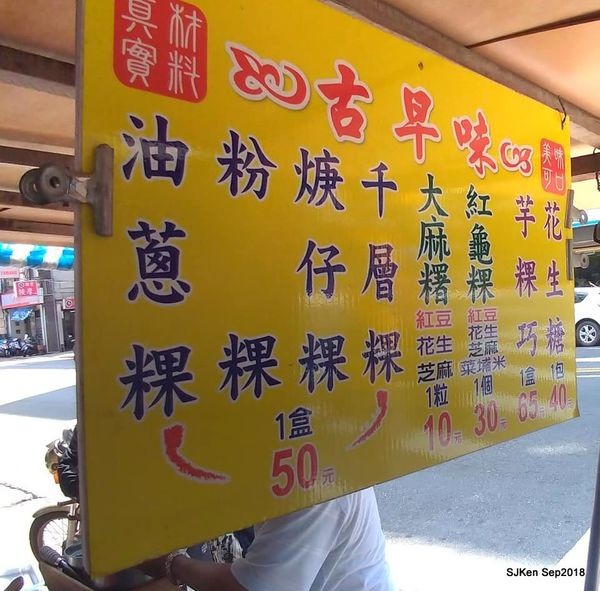 真材
實料
古早味
美味
可口
油蔥粿
粉粿
焿仔粿
千層粿
1盒
50元
大麻糬
紅豆
花生
芝麻
1粒
10元
紅龜粿
紅豆
花生
芝麻
菜埔米
1個
30元
芋粿巧
1盒
65元
花生糖
1包
40元
SJKen Sep2018